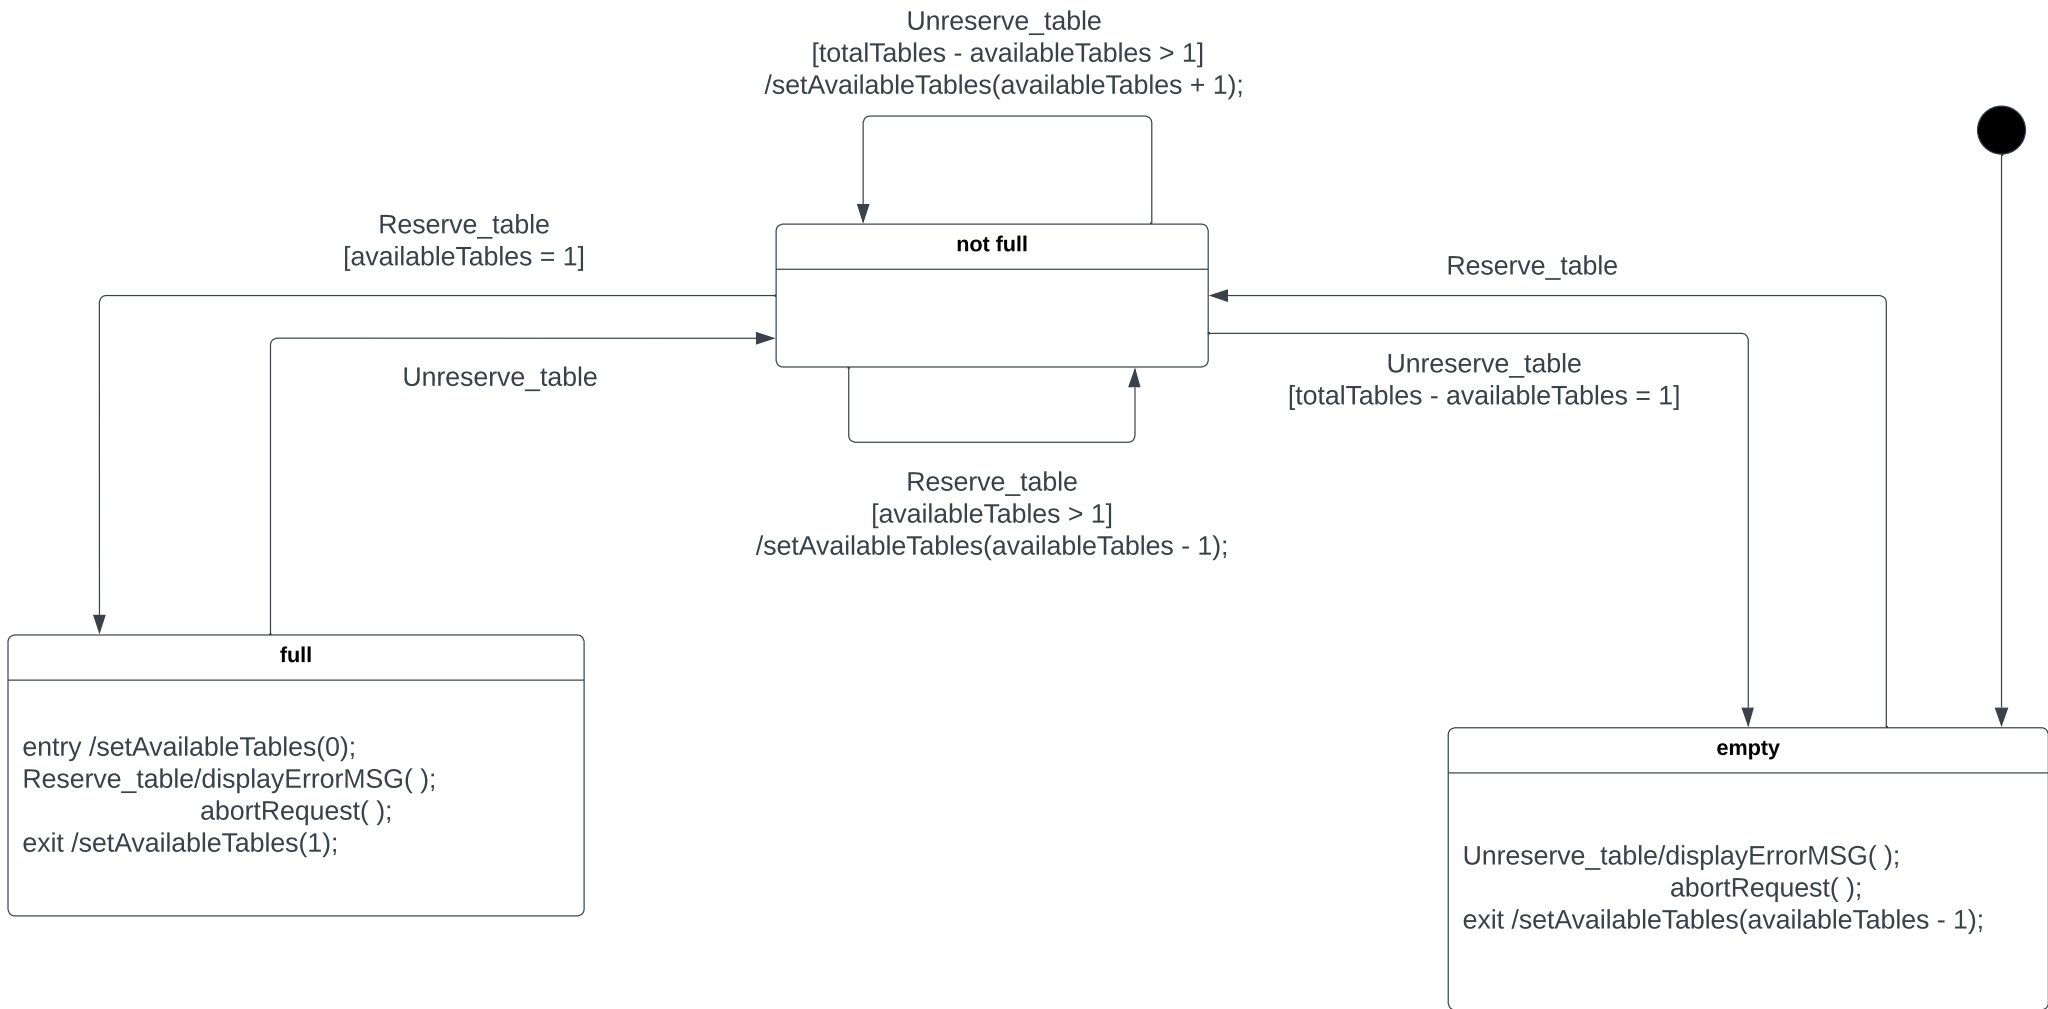 Unreserve_table
[totalTables - availableTables > 1]
/setAvailableTables(availableTables + 1);
Reserve_table
[availableTables = 1]
not full
Reserve_table
Unreserve_table
Unreserve_table
[totalTables - availableTables = 1]
Reserve_table
[availableTables > 1]
/setAvailableTables(availableTables - 1);
full
entry /setAvailableTables(0);
Reserve_table/displayErrorMSG( );
abortRequest( );
exit /setAvailableTables(1);
empty
Unreserve_table/displayErrorMSG( );
abortRequest( );
exit /setAvailableTables(availableTables - 1);